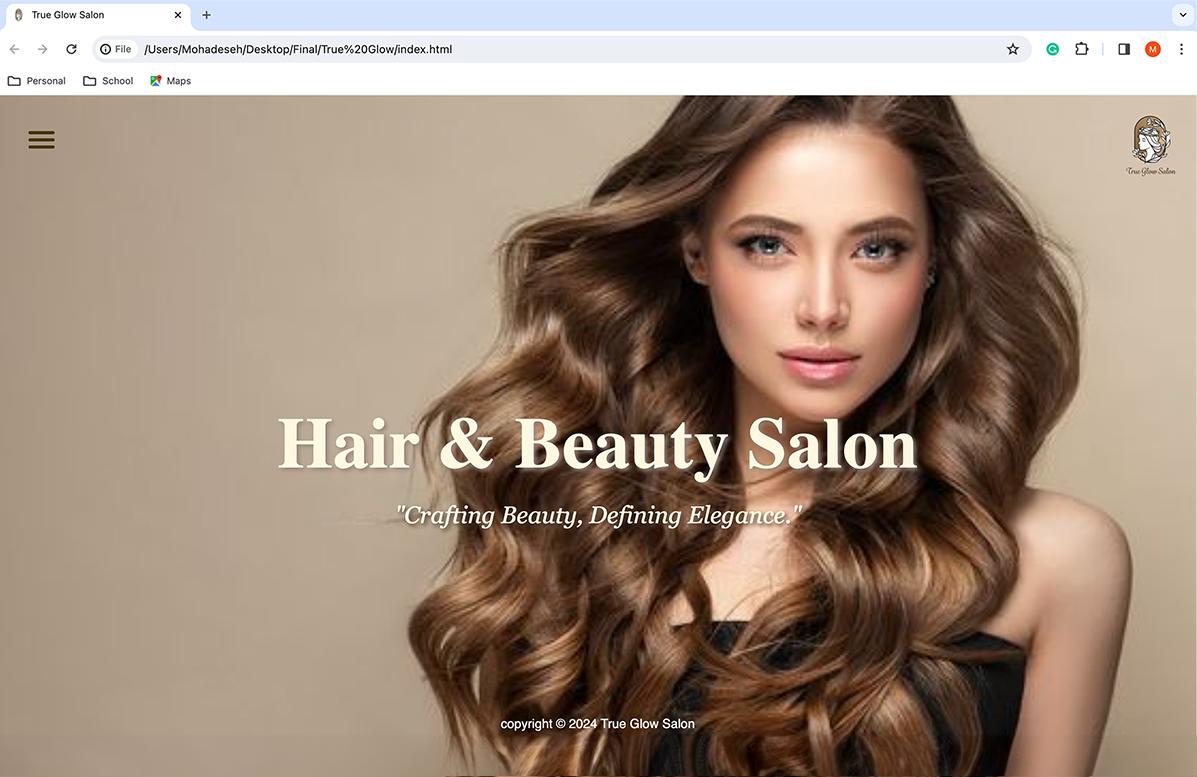 True Glow Salon
File
/Users/Mohadeseh/Desktop/Final/True%20Glow/index.html
M
Personal
School
Maps
True Glow Salon
Hair & Beauty Salon
"Crafting Beauty, Defining Elegance."
copyright © 2024 True Glow Salon